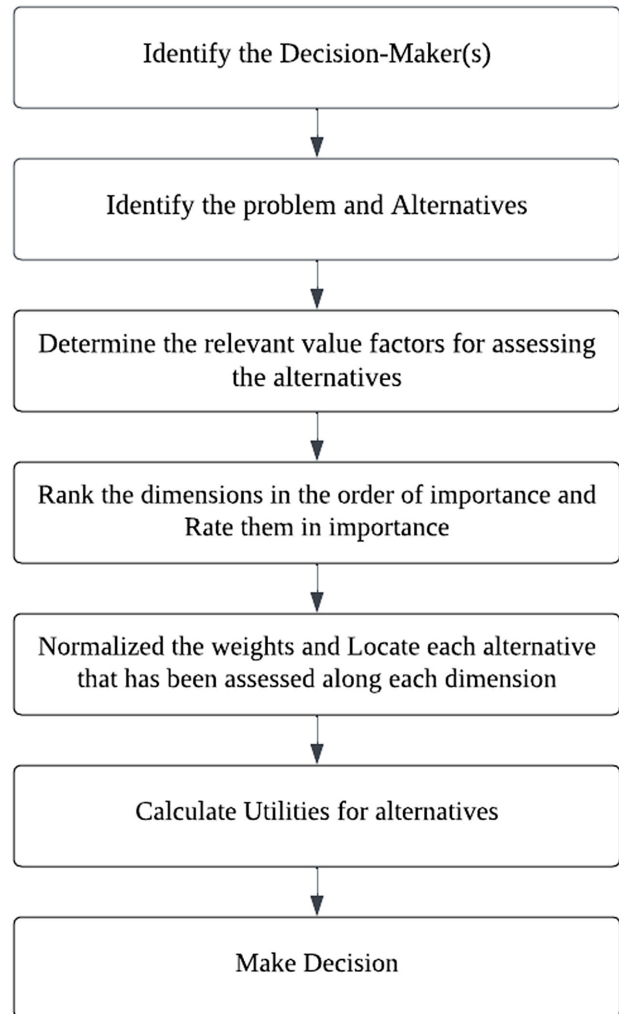 Identify the Decision-Maker(s)
Identify the problem and Alternatives
Determine the relevant value factors for assessing
the alternatives
Rank the dimensions in the order of importance and
Rate them in importance
Normalized the weights and Locate each alternative
that has been assessed along each dimension
Calculate Utilities for alternatives
Make Decision